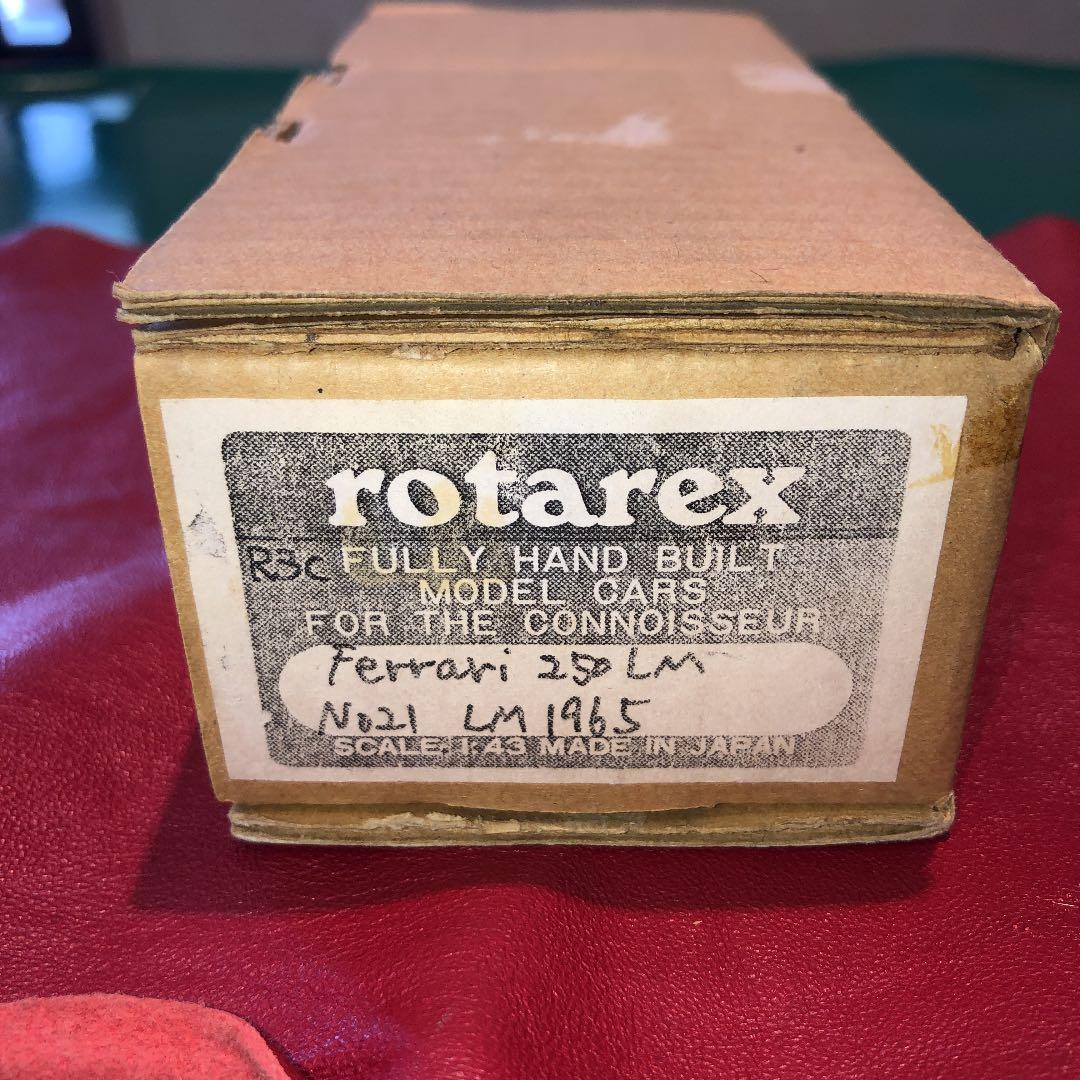 rotarex
R3c FULLY HAND BUILT
MODEL CARS
FOR THE CONNOISSEUR
Ferrari 250 LM
No21 LM 1965
SCALE, 1:43 MADE IN JAPAN